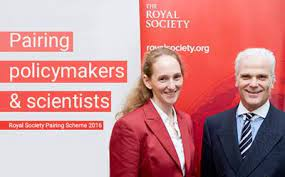 Pairing
policymakers
& scientists
Royal Society Pairing Scheme 2016
THE
ROYAL
SOCIETY
royalsociety.org